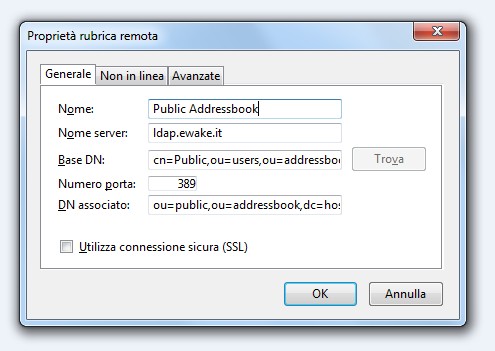 Proprietà rubrica remota
Generale Non in linea Avanzate
Nome: Public Addressbook
Nome server: ldap.ewake.it
Base DN: cn=Public,ou=users,ou=addressboo Trova
Numero porta: 389
DN associato: ou=public,ou=addressbook,dc=hos
Utilizza connessione sicura (SSL)
OK Annulla